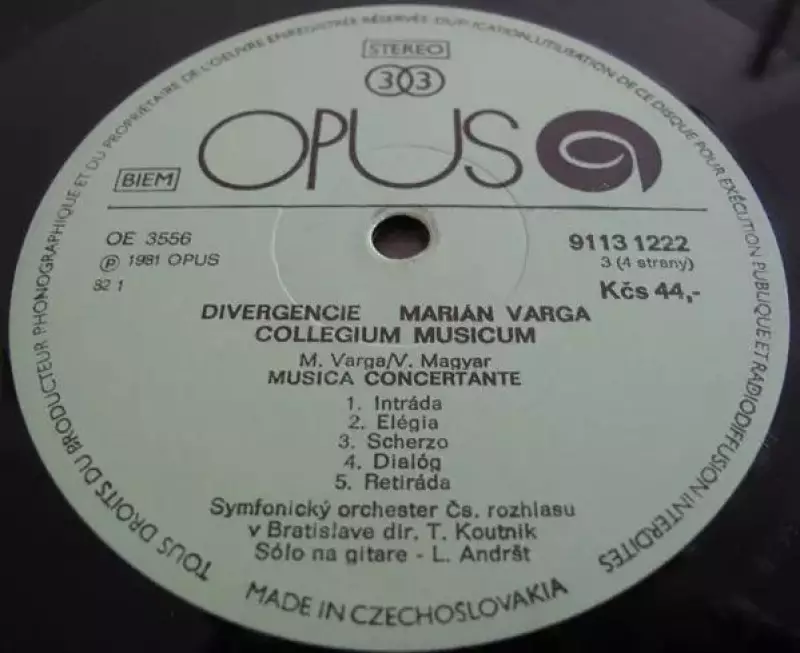 TOUS DROITS DU PRODUCTEUR PHONOGRAPHIQUE ET DU PROPRIETAIRE DE L'OEUVRE ENREGISTRÉE RÉSERVÉS. DUPLICATION, UTILISATION DE CE DISQUE POUR EXÉCUTION PUBLIQUE ET RADIODIFFUSION INTERDITES
STEREO
33
OPUS
BIEM
OE 3556
℗ 1981 OPUS
82 1
9113 1222
3 (4 strany)
Kčs 44,-
DIVERGENCIE MARIÁN VARGA
COLLEGIUM MUSICUM
M. Varga/V. Magyar
MUSICA CONCERTANTE
1. Intráda
2. Elégia
3. Scherzo
4. Dialóg
5. Retiráda
Symfonický orchester Čs. rozhlasu
v Bratislave dir. T. Koutnik
Sólo na gitare - L. Andršt
MADE IN CZECHOSLOVAKIA